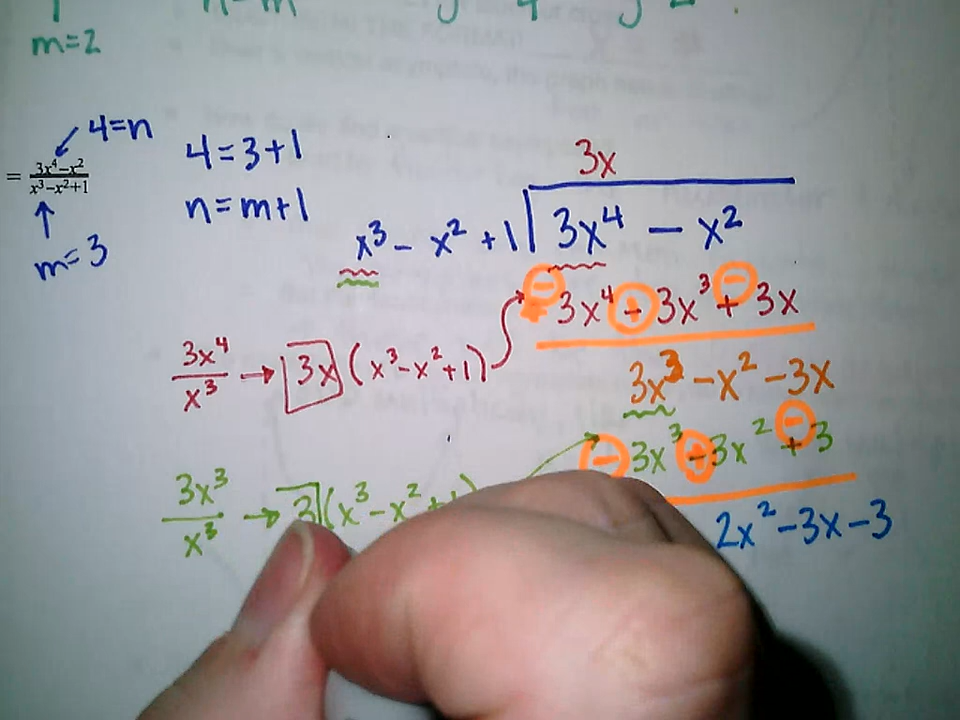 m=2
4=n
= 3x⁴−x² / x³−x²+1
m=3
4=3+1
n=m+1
3x
x³ − x² + 1 ⟌ 3x⁴ − x²
− 3x⁴ + 3x³ − 3x
3x⁴ / x³ → 3x (x³−x²+1)
3x³ − x² − 3x
− 3x³ + 3x² − 3
3x³ / x³ → 3 (x³−x²+
2x² − 3x − 3